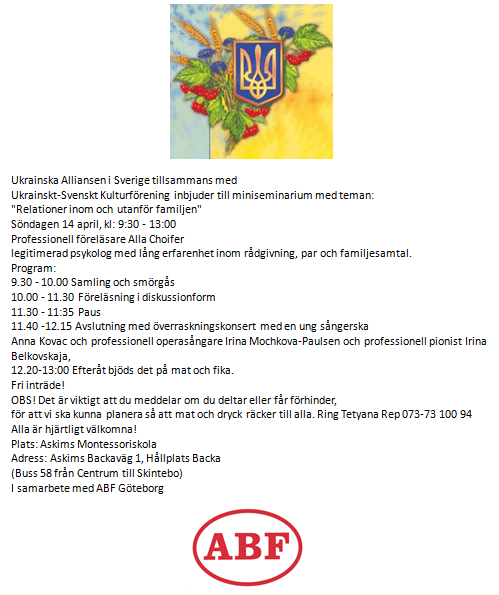 Ukrainska Alliansen i Sverige tillsammans med
Ukrainskt-Svenskt Kulturförening inbjuder till miniseminarium med teman:
"Relationer inom och utanför familjen"
Söndagen 14 april, kl: 9:30 - 13:00
Professionell föreläsare Alla Choifer
legitimerad psykolog med lång erfarenhet inom rådgivning, par och familjesamtal.
Program:
9.30 - 10.00 Samling och smörgås
10.00 - 11.30 Föreläsning i diskussionform
11.30 - 11:35 Paus
11.40 -12.15 Avslutning med överraskningskonsert med en ung sångerska
Anna Kovac och professionell operasångare Irina Mochkova-Paulsen och professionell pionist Irina
Belkovskaja,
12.20-13:00 Efteråt bjöds det på mat och fika.
Fri inträde!
OBS! Det är viktigt att du meddelar om du deltar eller får förhinder,
för att vi ska kunna planera så att mat och dryck räcker till alla. Ring Tetyana Rep 073-73 100 94
Alla är hjärtligt välkomna!
Plats: Askims Montessoriskola
Adress: Askims Backaväg 1, Hållplats Backa
(Buss 58 från Centrum till Skintebo)
I samarbete med ABF Göteborg
ABF